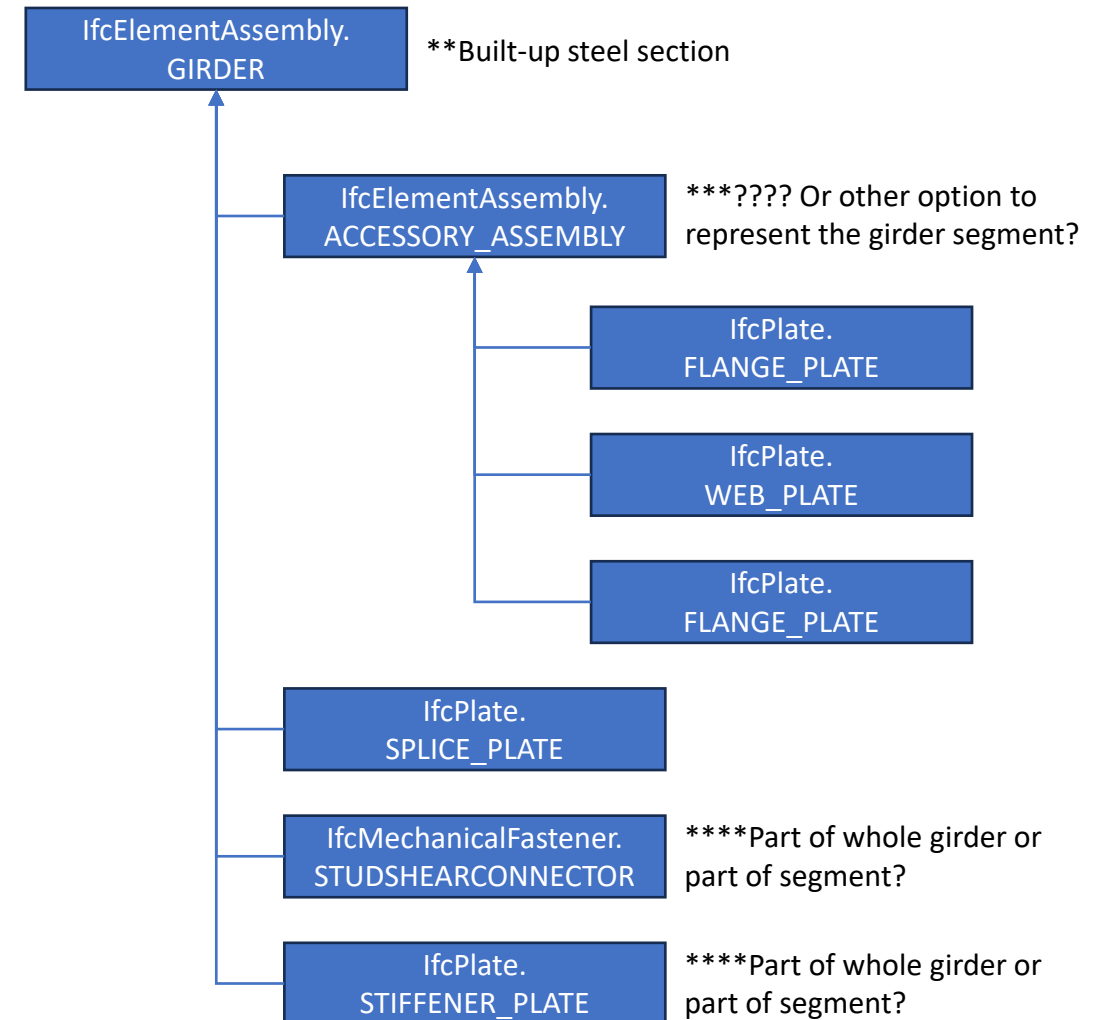 IfcElementAssembly.
GIRDER
**Built-up steel section
IfcElementAssembly.
ACCESSORY_ASSEMBLY
***???? Or other option to
represent the girder segment?
IfcPlate.
FLANGE_PLATE
IfcPlate.
WEB_PLATE
IfcPlate.
FLANGE_PLATE
IfcPlate.
SPLICE_PLATE
IfcMechanicalFastener.
STUDSHEARCONNECTOR
****Part of whole girder or
part of segment?
IfcPlate.
STIFFENER_PLATE
****Part of whole girder or
part of segment?